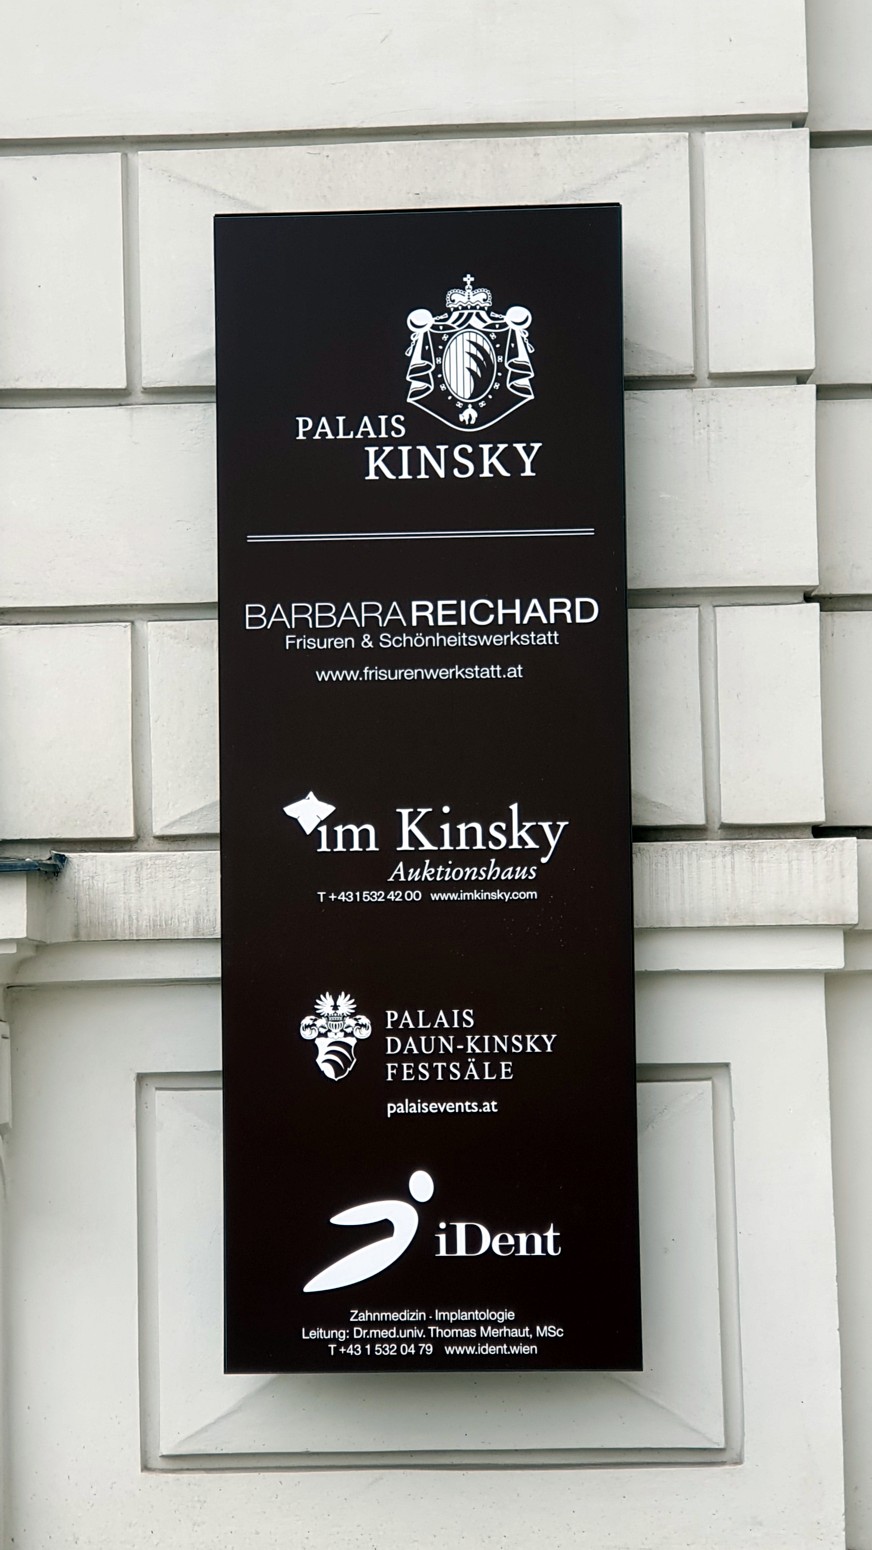 PALAIS
KINSKY
BARBARA REICHARD
Frisuren & Schönheitswerkstatt
www.frisurenwerkstatt.at
im Kinsky
Auktionshaus
T +43 1 532 42 00 www.imkinsky.com
PALAIS
DAUN-KINSKY
FESTSÄLE
palaisevents.at
iDent
Zahnmedizin - Implantologie
Leitung: Dr.med.univ. Thomas Merhaut, MSc
T +43 1 532 04 79 www.ident.wien